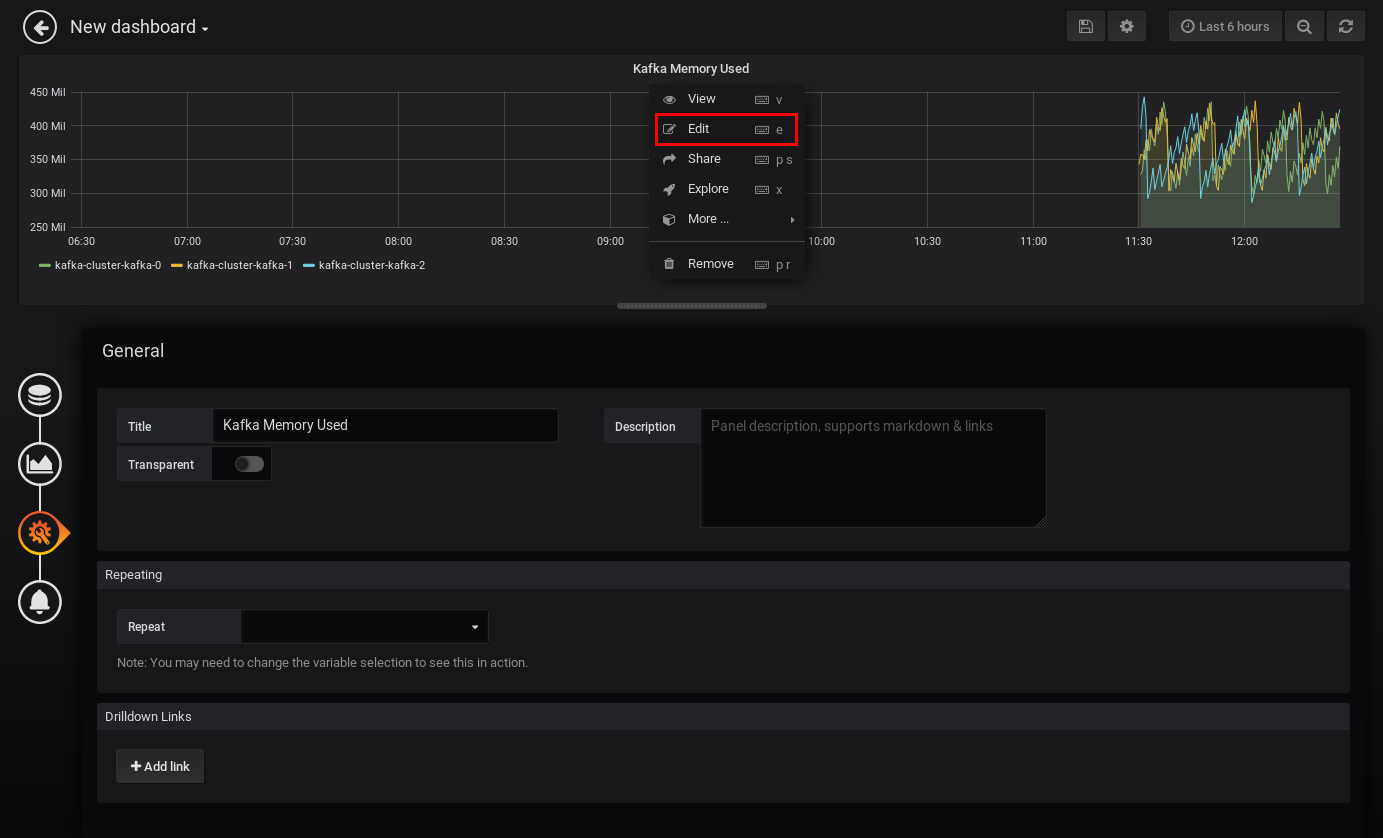 New dashboard
Last 6 hours
Kafka Memory Used
450 Mil
400 Mil
350 Mil
300 Mil
250 Mil
06:30 07:00 07:30 08:00 08:30 09:00 10:00 10:30 11:00 11:30 12:00
View v
Edit e
Share p s
Explore x
More ...
Remove p r
kafka-cluster-kafka-0 kafka-cluster-kafka-1 kafka-cluster-kafka-2
General
Title Kafka Memory Used
Description Panel description, supports markdown & links
Transparent
Repeating
Repeat
Note: You may need to change the variable selection to see this in action.
Drilldown Links
+ Add link